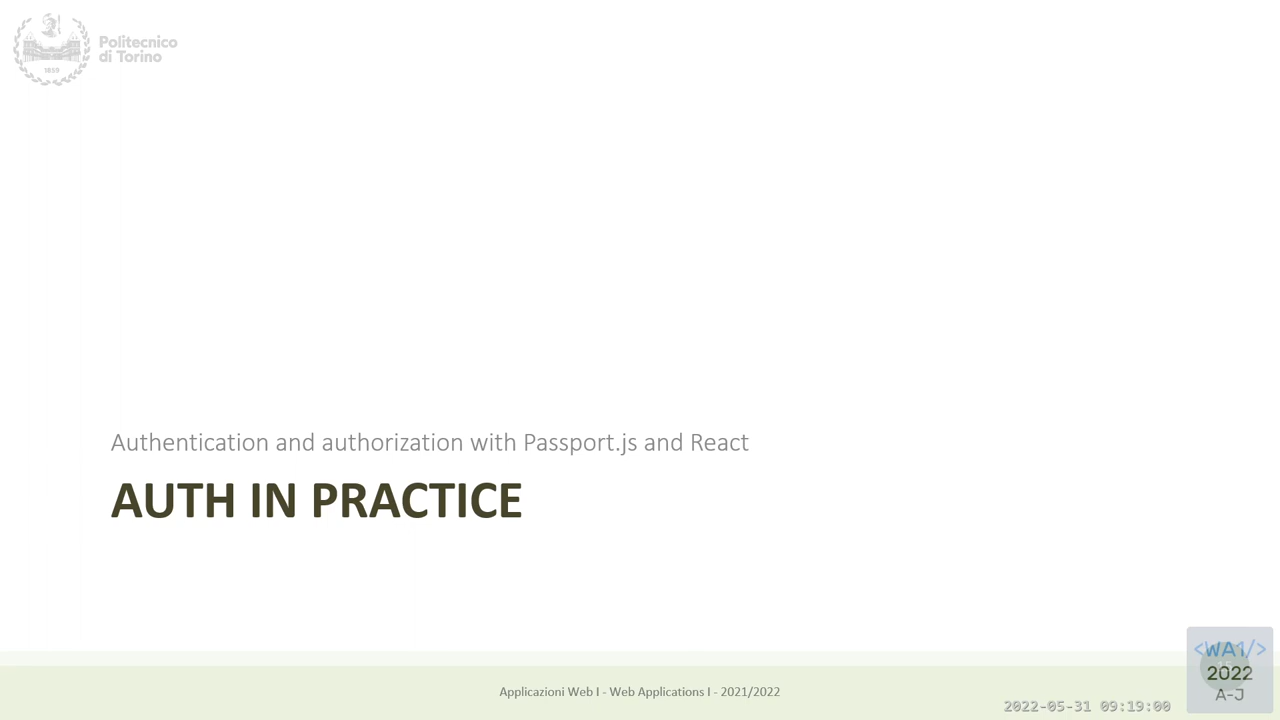 Politecnico
di Torino
1859
Authentication and authorization with Passport.js and React
AUTH IN PRACTICE
Applicazioni Web I - Web Applications I - 2021/2022
2022-05-31 09:19:00
<WA1/>
2022
A-J